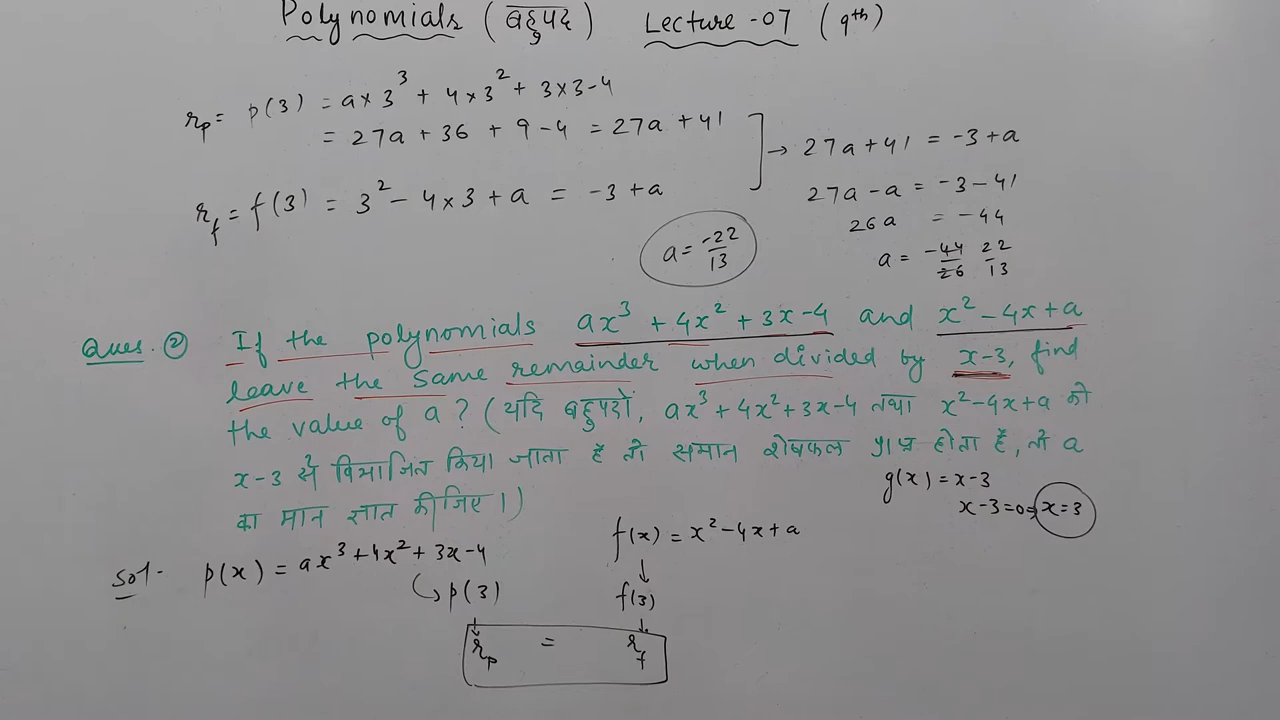 Polynomials (बहुपद) Lecture -07 (9th)
r_p = p(3) = a×3³ + 4×3² + 3×3-4
= 27a + 36 + 9-4 = 27a + 41
r_f = f(3) = 3² - 4×3 + a = -3 + a
→ 27a + 41 = -3 + a
27a - a = -3 - 41
26a = -44
a = -44/26 22/13
a = -22/13
Ques. ② If the polynomials ax³ + 4x² + 3x-4 and x² - 4x + a
leave the same remainder when divided by x-3, find
the value of a? (यदि बहुपदों, ax³ + 4x² + 3x-4 तथा x² - 4x + a को
x-3 से विभाजित किया जाता है तो समान शेषफल प्राप्त होता है, तो a
का मान ज्ञात कीजिए।)
g(x) = x-3
x-3=0 ⇒ x=3
Sol- p(x) = ax³ + 4x² + 3x-4
f(x) = x² - 4x + a
p(3)
↓
f(3)
↓ ↓
r_p = r_f